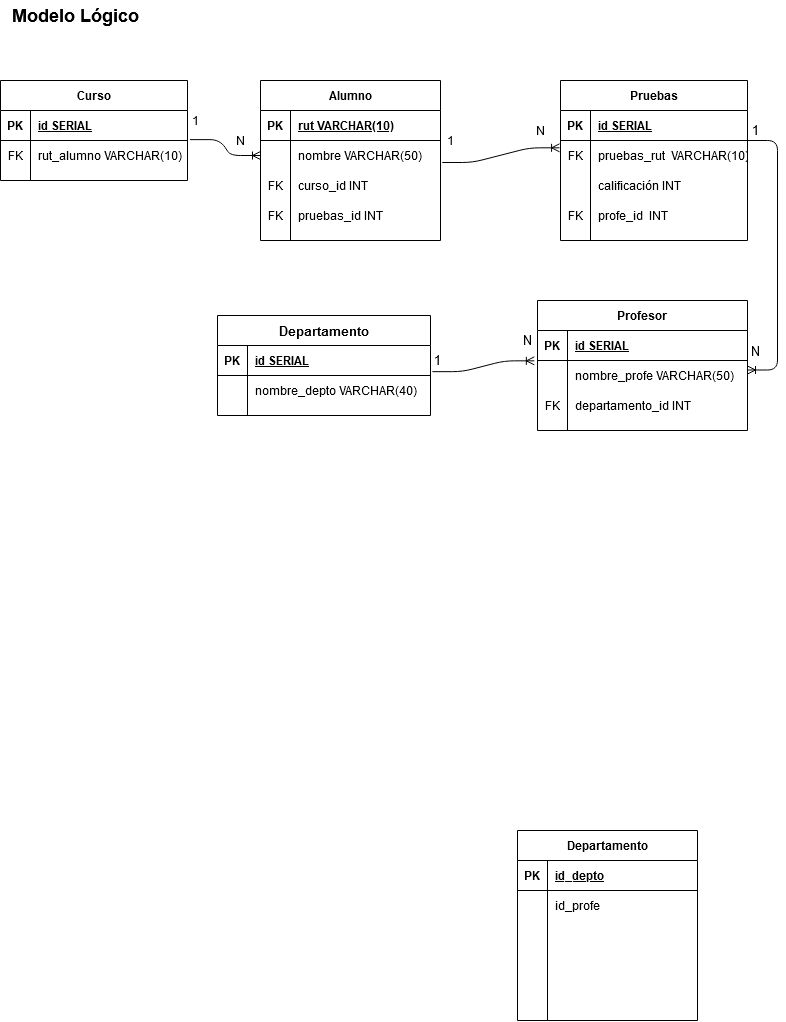 Modelo Lógico
Curso
PK id SERIAL
FK rut_alumno VARCHAR(10)
1
N
Alumno
PK rut VARCHAR(10)
nombre VARCHAR(50)
FK curso_id INT
FK pruebas_id INT
1
N
Pruebas
PK id SERIAL
FK pruebas_rut VARCHAR(10)
calificación INT
FK profe_id INT
1
N
Departamento
PK id SERIAL
nombre_depto VARCHAR(40)
1
N
Profesor
PK id SERIAL
nombre_profe VARCHAR(50)
FK departamento_id INT
Departamento
PK id_depto
id_profe